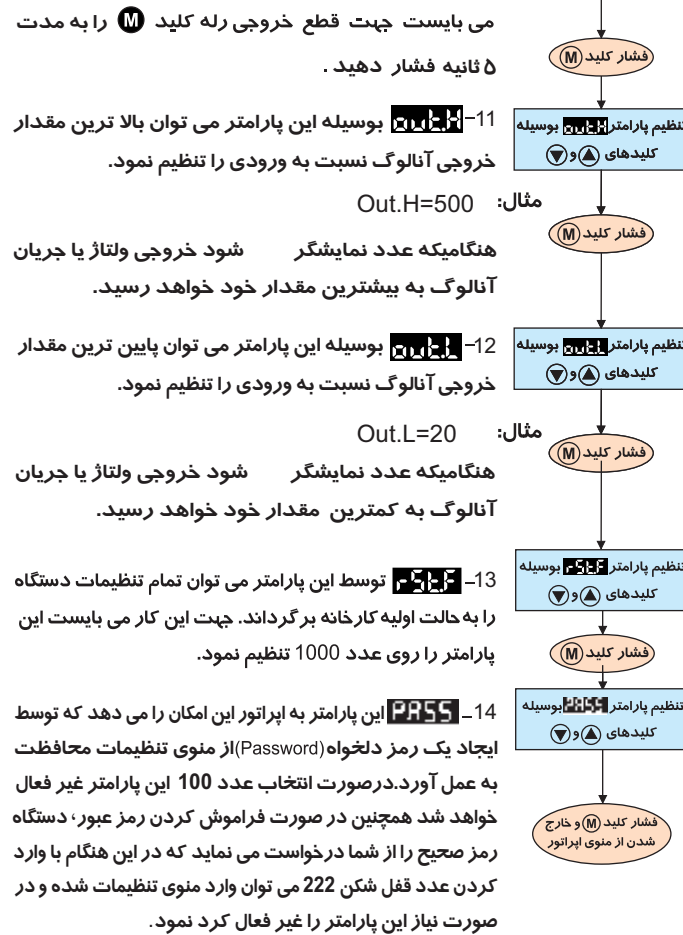 می بایست جهت قطع خروجی رله کلید M را به مدت
۵ ثانیه فشار دهید .
11- out.H بوسیله این پارامتر می توان بالا ترین مقدار
خروجی آنالوگ نسبت به ورودی را تنظیم نمود.
مثال: Out.H=500
هنگامیکه عدد نمایشگر شود خروجی ولتاژ یا جریان
آنالوگ به بیشترین مقدار خود خواهد رسید.
12- out.L بوسیله این پارامتر می توان پایین ترین مقدار
خروجی آنالوگ نسبت به ورودی را تنظیم نمود.
مثال: Out.L=20
هنگامیکه عدد نمایشگر شود خروجی ولتاژ یا جریان
آنالوگ به کمترین مقدار خود خواهد رسید.
13_ rSt.F توسط این پارامتر می توان تمام تنظیمات دستگاه
را به حالت اولیه کارخانه بر گرداند. جهت این کار می بایست این
پارامتر را روی عدد 1000 تنظیم نمود.
14_ PASS این پارامتر به اپراتور این امکان را می دهد که توسط
ایجاد یک رمز دلخواه(Password)از منوی تنظیمات محافظت
به عمل آورد.درصورت انتخاب عدد 100 این پارامتر غیر فعال
خواهد شد همچنین در صورت فراموش کردن رمز عبور، دستگاه
رمز صحیح را از شما درخواست می نماید که در این هنگام با وارد
کردن عدد قفل شکن 222 می توان وارد منوی تنظیمات شده و در
صورت نیاز این پارامتر را غیر فعال کرد نمود.
فشار کلید M
تنظیم پارامتر out.H بوسیله
کلیدهای ▲ و ▼
فشار کلید M
تنظیم پارامتر out.L بوسیله
کلیدهای ▲ و ▼
فشار کلید M
تنظیم پارامتر rSt.F بوسیله
کلیدهای ▲ و ▼
فشار کلید M
تنظیم پارامتر PASS بوسیله
کلیدهای ▲ و ▼
فشار کلید M و خارج
شدن از منوی اپراتور